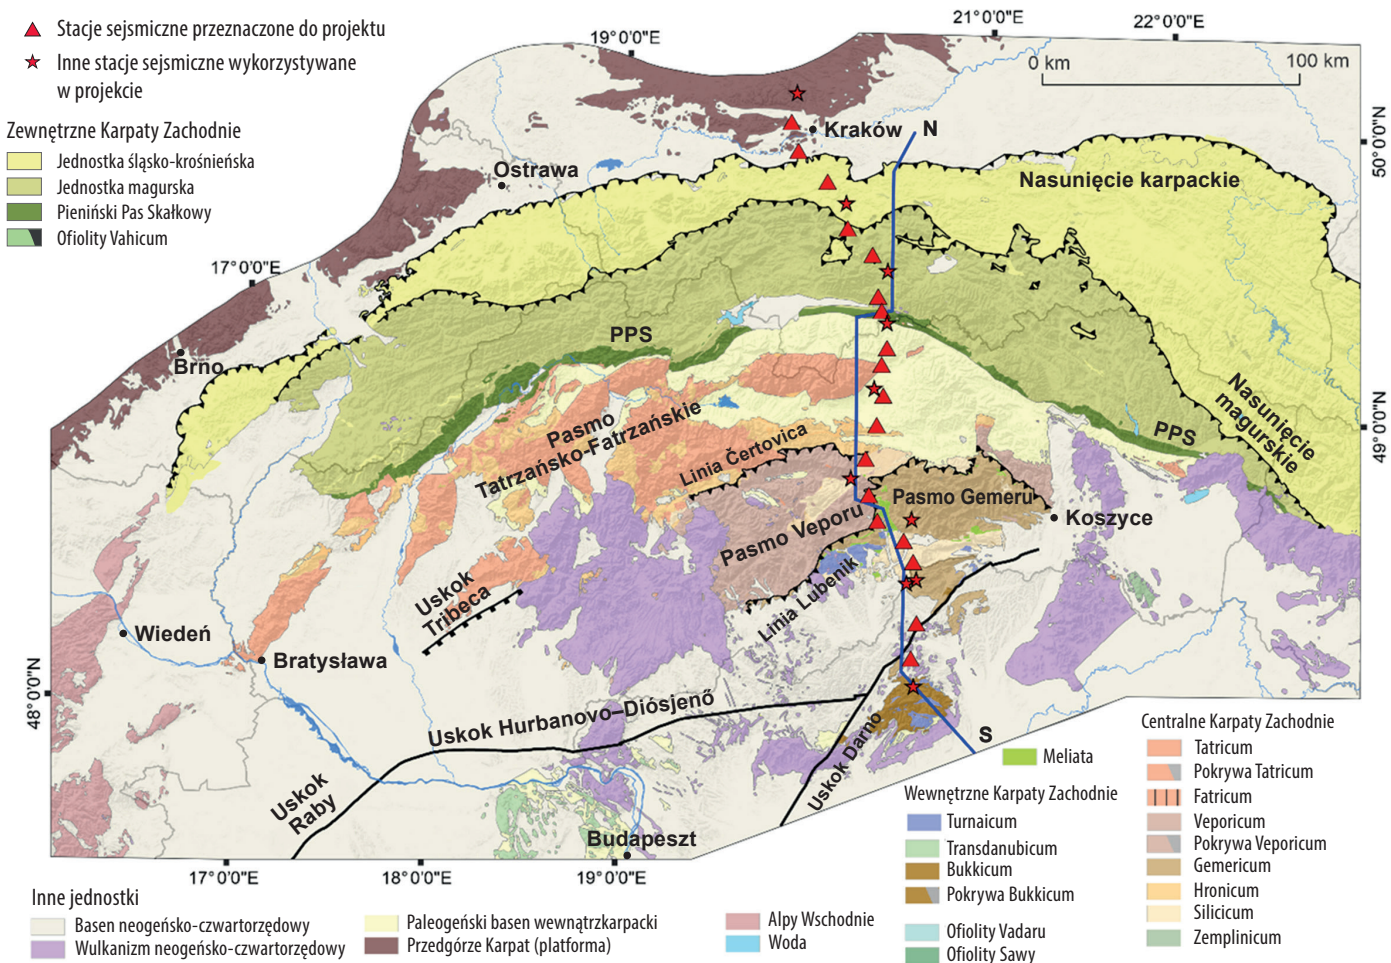 Stacje sejsmiczne przeznaczone do projektu
Inne stacje sejsmiczne wykorzystywane
w projekcie
Zewnętrzne Karpaty Zachodnie
Jednostka śląsko-krośnieńska
Jednostka magurska
Pieniński Pas Skałkowy
Ofiolity Vahicum
19°0'0"E
21°0'0"E
22°0'0"E
0 km
100 km
50°0'0"N
17°0'0"E
Kraków
N
Ostrawa
Nasunięcie karpackie
Brno
PPS
Nasunięcie
magurskie
PPS
49°0'0"N
Pasmo
Tatrzańsko-Fatrzańskie
Linia Čertovica
Pasmo Veporu
Pasmo Gemeru
Koszyce
Uskok
Tribeca
Linia Lubenik
Wiedeń
Bratysława
48°0'0"N
Uskok Hurbanovo–Diósjenő
Uskok Darno
S
Uskok
Raby
Budapeszt
17°0'0"E
18°0'0"E
19°0'0"E
Meliata
Wewnętrzne Karpaty Zachodnie
Turnaicum
Transdanubicum
Bukkicum
Pokrywa Bukkicum
Ofiolity Vadaru
Ofiolity Sawy
Centralne Karpaty Zachodnie
Tatricum
Pokrywa Tatricum
Fatricum
Veporicum
Pokrywa Veporicum
Gemericum
Hronicum
Silicicum
Zemplinicum
Inne jednostki
Basen neogeńsko-czwartorzędowy
Wulkanizm neogeńsko-czwartorzędowy
Paleogeński basen wewnątrzkarpacki
Przedgórze Karpat (platforma)
Alpy Wschodnie
Woda